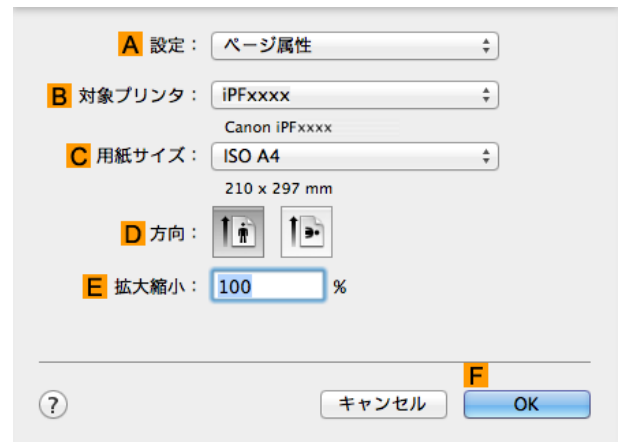 A 設定： ページ属性
B 対象プリンタ： iPFxxxx
Canon iPFxxxx
C 用紙サイズ： ISO A4
210 x 297 mm
D 方向：
E 拡大縮小： 100 %
F
? キャンセル OK